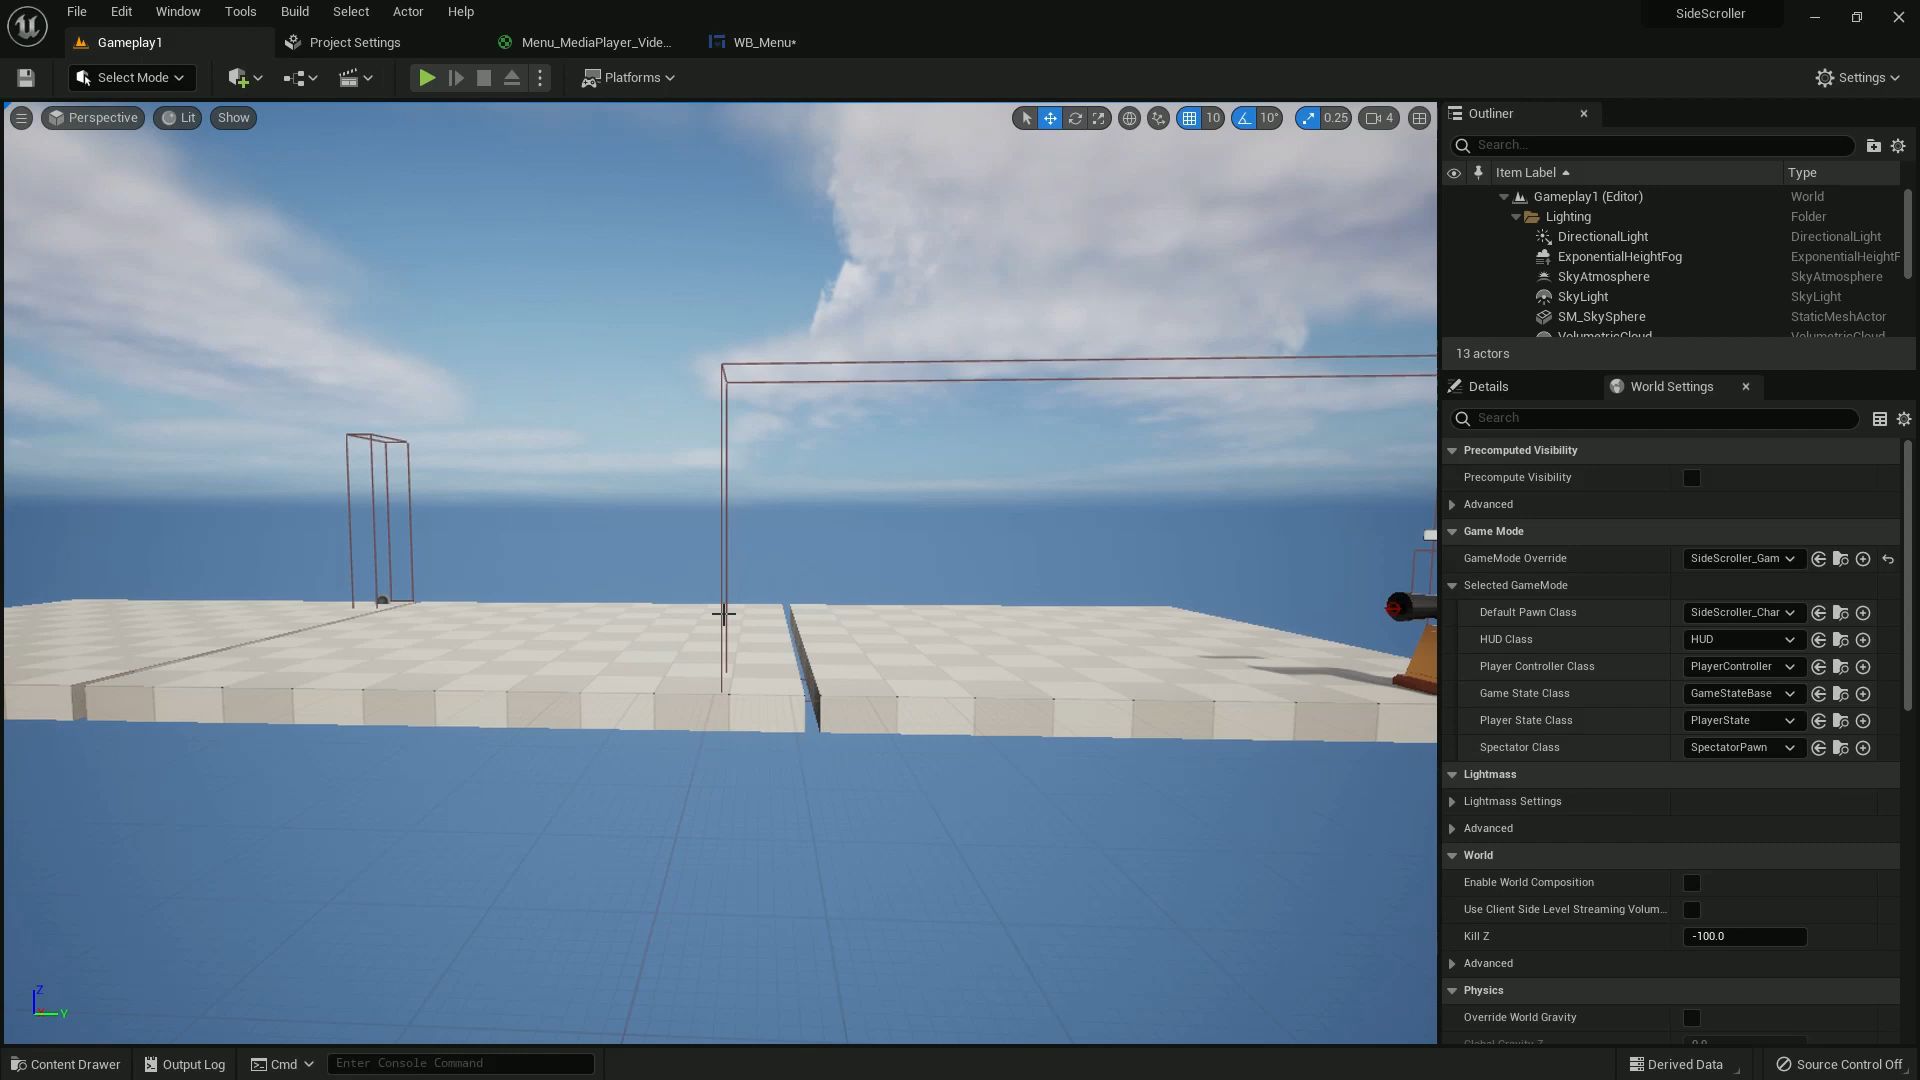 File Edit Window Tools Build Select Actor Help
SideScroller
Gameplay1 Project Settings Menu_MediaPlayer_Vide... WB_Menu*
Select Mode Platforms Settings
Perspective Lit Show 10 10° 0.25 4
Outliner
Search...
Item Label Type
Gameplay1 (Editor) World
Lighting Folder
DirectionalLight DirectionalLight
ExponentialHeightFog ExponentialHeightF
SkyAtmosphere SkyAtmosphere
SkyLight SkyLight
SM_SkySphere StaticMeshActor
VolumetricCloud VolumetricCloud
13 actors
Details World Settings
Search
Precomputed Visibility
Precompute Visibility
Advanced
Game Mode
GameMode Override SideScroller_Gam
Selected GameMode
Default Pawn Class SideScroller_Char
HUD Class HUD
Player Controller Class PlayerController
Game State Class GameStateBase
Player State Class PlayerState
Spectator Class SpectatorPawn
Lightmass
Lightmass Settings
Advanced
World
Enable World Composition
Use Client Side Level Streaming Volum...
Kill Z -100.0
Advanced
Physics
Override World Gravity
Global Gravity Z 0.0
Z
Y
Content Drawer Output Log Cmd Enter Console Command Derived Data Source Control Off